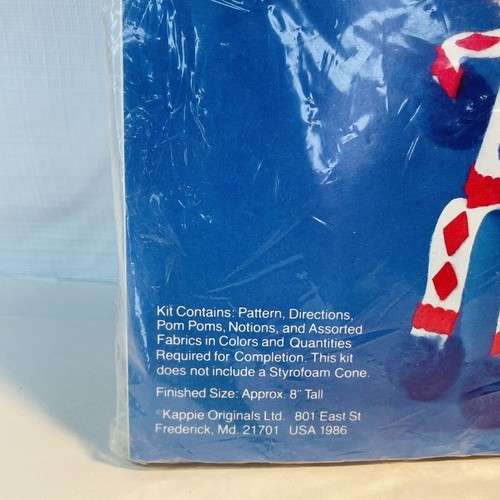 Kit Contains: Pattern, Directions,
Pom Poms, Notions, and Assorted
Fabrics in Colors and Quantities
Required for Completion. This kit
does not include a Styrofoam Cone.
Finished Size: Approx. 8" Tall
©Kappie Originals Ltd. 801 East St
Frederick, Md. 21701 USA 1986